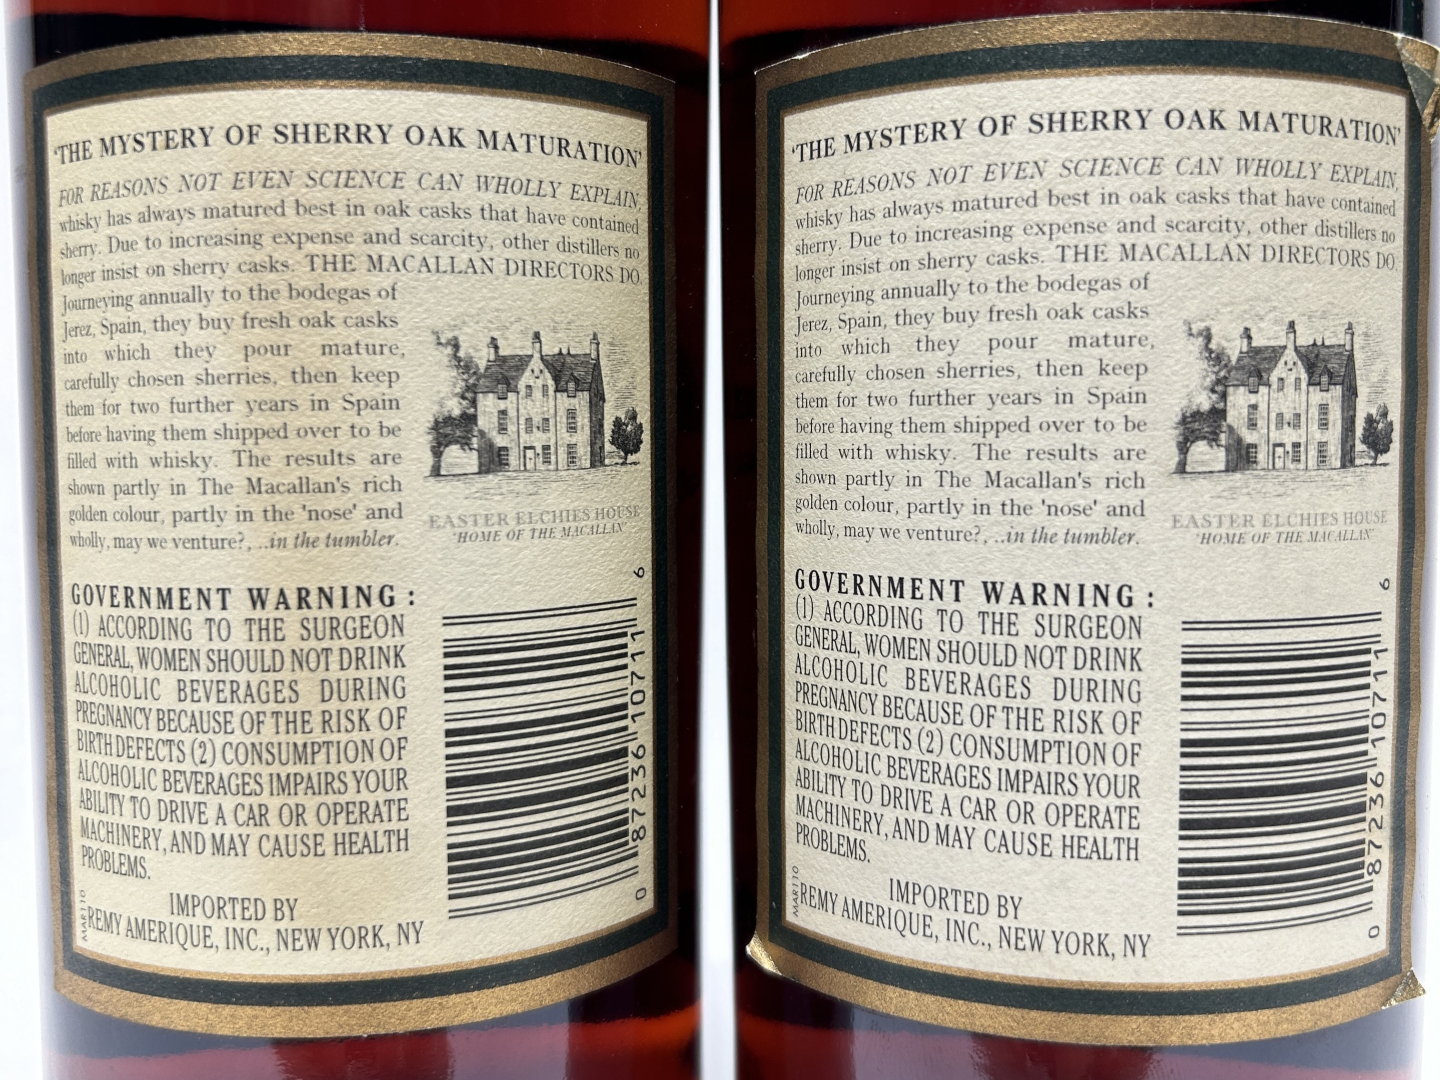 'THE MYSTERY OF SHERRY OAK MATURATION'
FOR REASONS NOT EVEN SCIENCE CAN WHOLLY EXPLAIN,
whisky has always matured best in oak casks that have contained
sherry. Due to increasing expense and scarcity, other distillers no
longer insist on sherry casks. THE MACALLAN DIRECTORS DO.
Journeying annually to the bodegas of
Jerez, Spain, they buy fresh oak casks
into which they pour mature,
carefully chosen sherries, then keep
them for two further years in Spain
before having them shipped over to be
filled with whisky. The results are
shown partly in The Macallan's rich
golden colour, partly in the 'nose' and
wholly, may we venture?, ..in the tumbler.
EASTER ELCHIES HOUSE
'HOME OF THE MACALLAN'
GOVERNMENT WARNING :
(1) ACCORDING TO THE SURGEON
GENERAL, WOMEN SHOULD NOT DRINK
ALCOHOLIC BEVERAGES DURING
PREGNANCY BECAUSE OF THE RISK OF
BIRTH DEFECTS (2) CONSUMPTION OF
ALCOHOLIC BEVERAGES IMPAIRS YOUR
ABILITY TO DRIVE A CAR OR OPERATE
MACHINERY, AND MAY CAUSE HEALTH
PROBLEMS.
IMPORTED BY
REMY AMERIQUE, INC., NEW YORK, NY
MAR110
0 87236 10711 6
'THE MYSTERY OF SHERRY OAK MATURATION'
FOR REASONS NOT EVEN SCIENCE CAN WHOLLY EXPLAIN,
whisky has always matured best in oak casks that have contained
sherry. Due to increasing expense and scarcity, other distillers no
longer insist on sherry casks. THE MACALLAN DIRECTORS DO.
Journeying annually to the bodegas of
Jerez, Spain, they buy fresh oak casks
into which they pour mature,
carefully chosen sherries, then keep
them for two further years in Spain
before having them shipped over to be
filled with whisky. The results are
shown partly in The Macallan's rich
golden colour, partly in the 'nose' and
wholly, may we venture?, ..in the tumbler.
EASTER ELCHIES HOUSE
'HOME OF THE MACALLAN'
GOVERNMENT WARNING :
(1) ACCORDING TO THE SURGEON
GENERAL, WOMEN SHOULD NOT DRINK
ALCOHOLIC BEVERAGES DURING
PREGNANCY BECAUSE OF THE RISK OF
BIRTH DEFECTS (2) CONSUMPTION OF
ALCOHOLIC BEVERAGES IMPAIRS YOUR
ABILITY TO DRIVE A CAR OR OPERATE
MACHINERY, AND MAY CAUSE HEALTH
PROBLEMS.
IMPORTED BY
REMY AMERIQUE, INC., NEW YORK, NY
MAR110
0 87236 10711 6